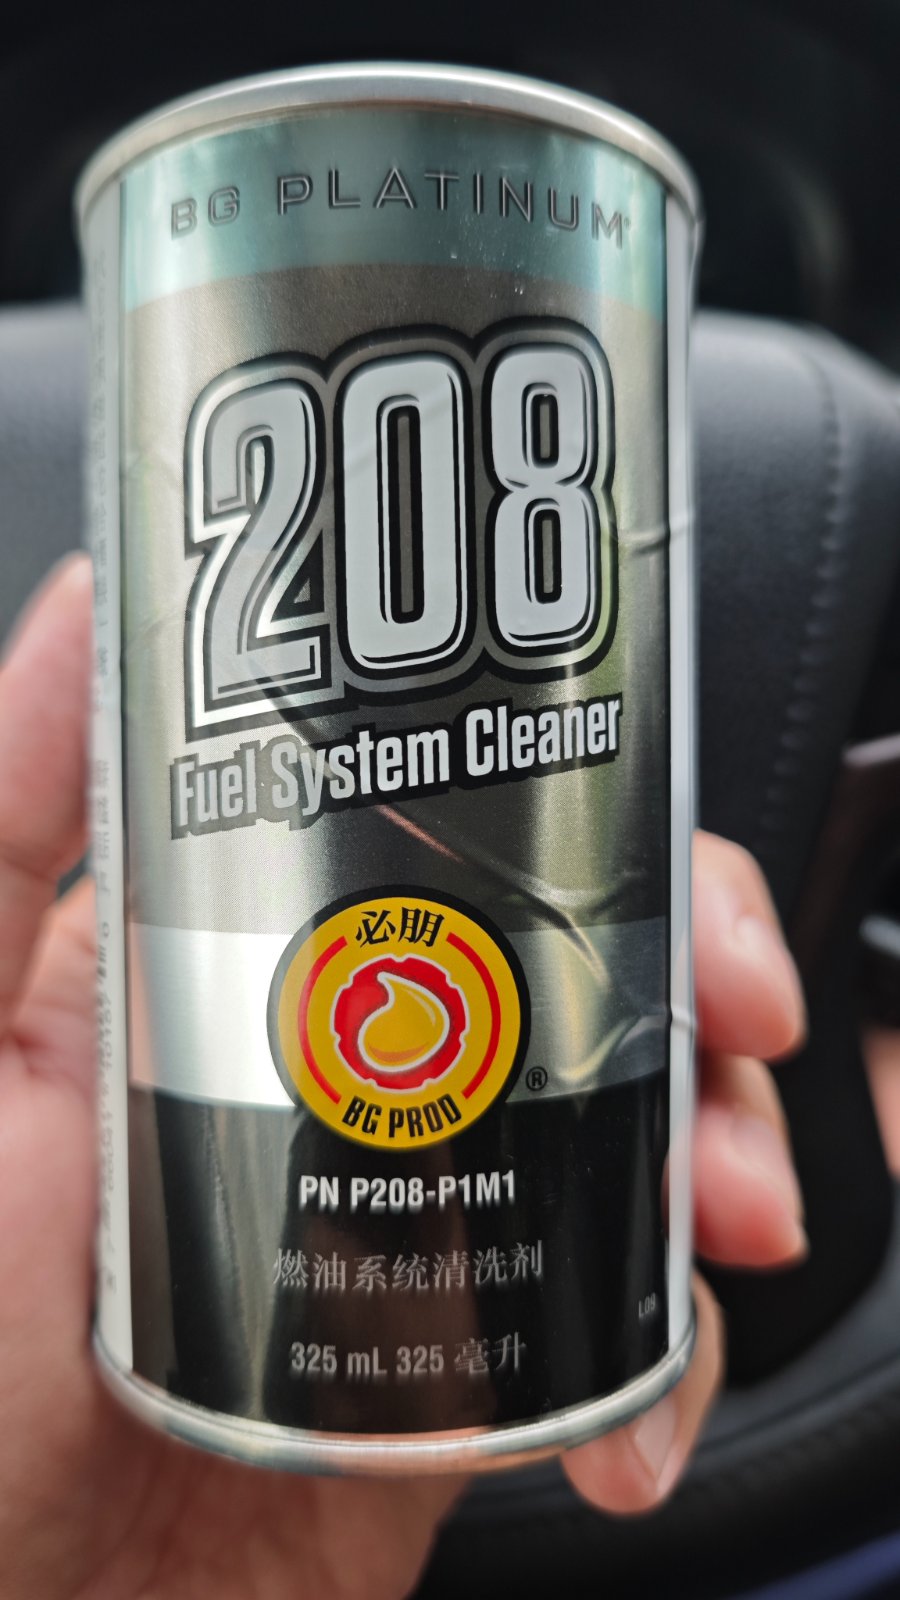 BG PLATINUM®
208
Fuel System Cleaner
必朋
BG PROD
®
PN P208-P1M1
燃油系统清洗剂
L09
325 mL 325 毫升